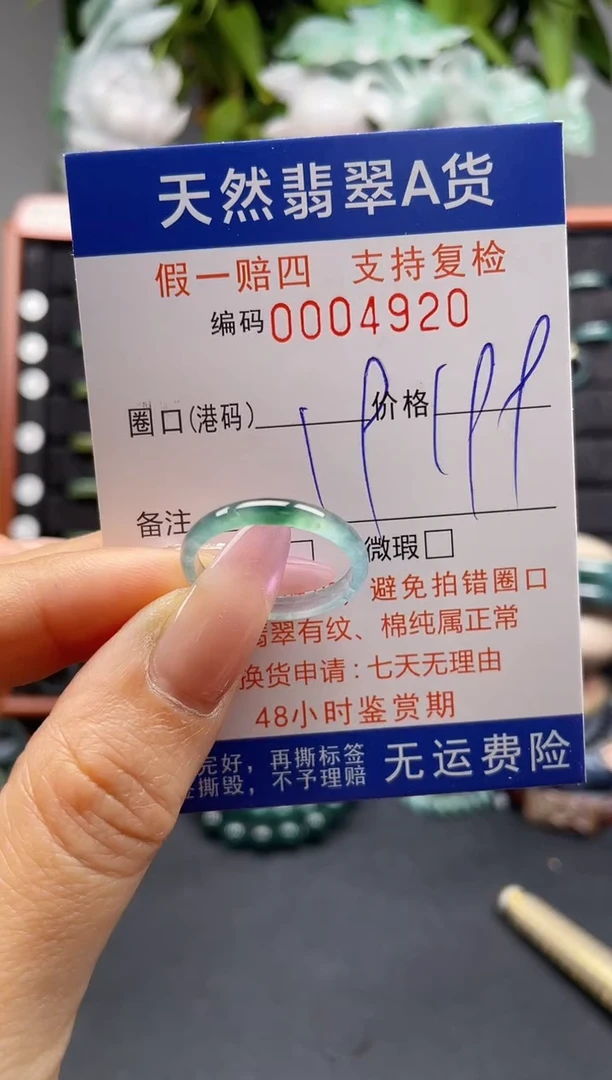 天然翡翠A货
假一赔四 支持复检
编码0004920
圈口(港码) 价格
备注
微瑕□
避免拍错圈口
翡翠有纹、棉纯属正常
换货申请:七天无理由
48小时鉴赏期
完好，再撕标签
撕毁，不予理赔
无运费险